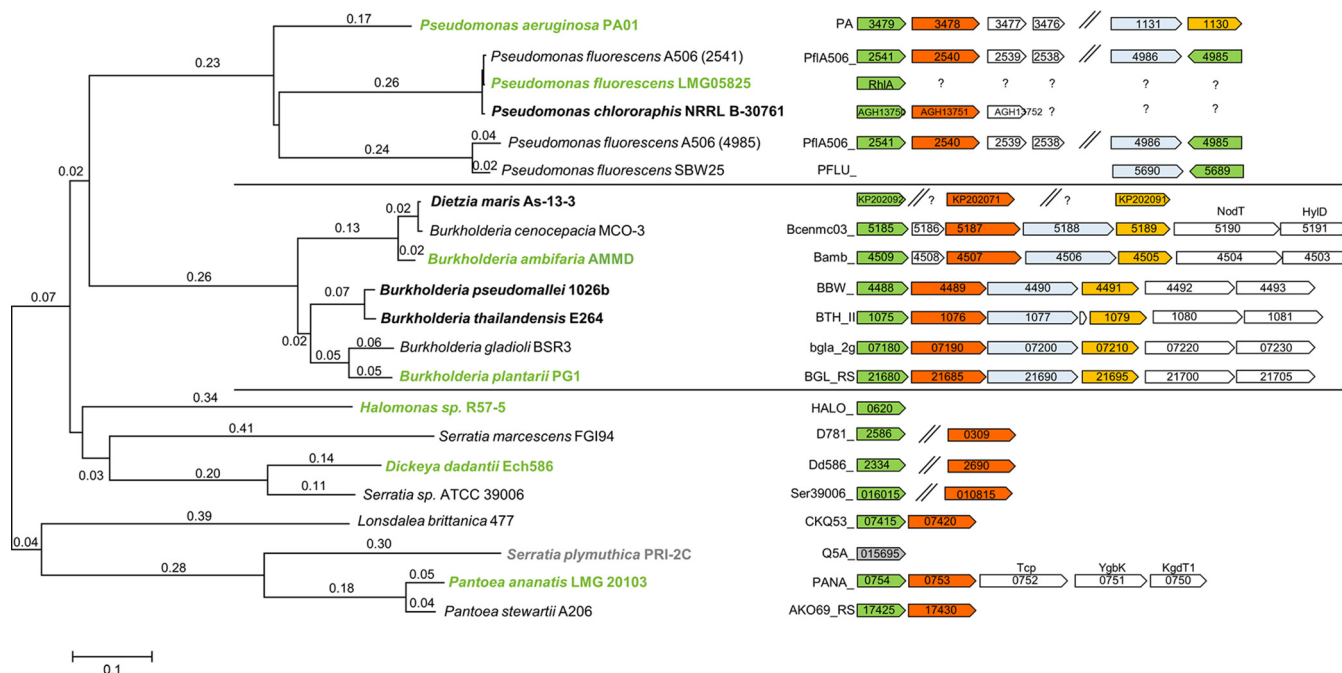 0.17 Pseudomonas aeruginosa PA01 PA 3479 3478 3477 3476 // 1131 1130
0.23
Pseudomonas fluorescens A506 (2541) PflA506_ 2541 2540 2539 2538 // 4986 4985
0.26 Pseudomonas fluorescens LMG05825 RhlA ? ? ? ? ?
Pseudomonas chlororaphis NRRL B-30761 AGH13750 AGH13751 AGH13752 ? ? ?
0.04 Pseudomonas fluorescens A506 (4985) PflA506_ 2541 2540 2539 2538 // 4986 4985
0.24
0.02 Pseudomonas fluorescens SBW25 PFLU_ 5690 5689
0.02
0.02 Dietzia maris As-13-3 KP202092 // ? KP202071 // ? KP202091
NodT HylD
0.13 Burkholderia cenocepacia MCO-3 Bcenmc03_ 5185 5186 5187 5188 5189 5190 5191
0.02 Burkholderia ambifaria AMMD Bamb_ 4509 4508 4507 4506 4505 4504 4503
0.26
0.07 Burkholderia pseudomallei 1026b BBW_ 4488 4489 4490 4491 4492 4493
0.07
Burkholderia thailandensis E264 BTH_II 1075 1076 1077 1079 1080 1081
0.02
0.06 Burkholderia gladioli BSR3 bgla_2g 07180 07190 07200 07210 07220 07230
0.05
0.05 Burkholderia plantarii PG1 BGL_RS 21680 21685 21690 21695 21700 21705
0.34 Halomonas sp. R57-5 HALO_ 0620
0.41 Serratia marcescens FGI94 D781_ 2586 // 0309
0.03
0.14 Dickeya dadantii Ech586 Dd586_ 2334 // 2690
0.20
0.11 Serratia sp. ATCC 39006 Ser39006_ 016015 // 010815
0.39 Lonsdalea brittanica 477 CKQ53_ 07415 07420
0.04
0.30 Serratia plymuthica PRI-2C Q5A_ 015695
0.28
Tcp YgbK KgdT1
0.05 Pantoea ananatis LMG 20103 PANA_ 0754 0753 0752 0751 0750
0.18
0.04 Pantoea stewartii A206 AKO69_RS 17425 17430
0.1